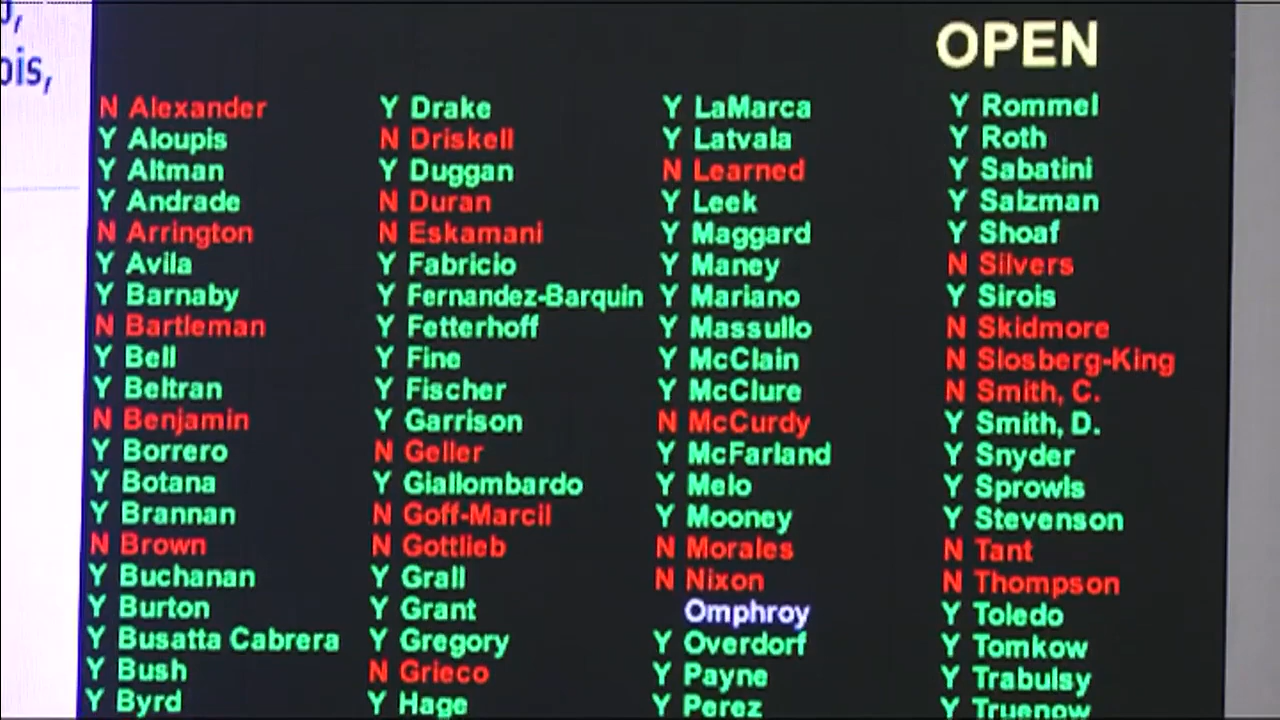 ois,
OPEN
N Alexander
Y Aloupis
Y Altman
Y Andrade
N Arrington
Y Avila
Y Barnaby
N Bartleman
Y Bell
Y Beltran
N Benjamin
Y Borrero
Y Botana
Y Brannan
N Brown
Y Buchanan
Y Burton
Y Busatta Cabrera
Y Bush
Y Byrd
Y Drake
N Driskell
Y Duggan
N Duran
N Eskamani
Y Fabricio
Y Fernandez-Barquin
Y Fetterhoff
Y Fine
Y Fischer
Y Garrison
N Geller
Y Giallombardo
N Goff-Marcil
N Gottlieb
Y Grall
Y Grant
Y Gregory
N Grieco
Y Hage
Y LaMarca
Y Latvala
N Learned
Y Leek
Y Maggard
Y Maney
Y Mariano
Y Massullo
Y McClain
Y McClure
N McCurdy
Y McFarland
Y Melo
Y Mooney
N Morales
N Nixon
Omphroy
Y Overdorf
Y Payne
Y Perez
Y Rommel
Y Roth
Y Sabatini
Y Salzman
Y Shoaf
N Silvers
Y Sirois
N Skidmore
N Slosberg-King
N Smith, C.
Y Smith, D.
Y Snyder
Y Sprowls
Y Stevenson
N Tant
N Thompson
Y Toledo
Y Tomkow
Y Trabulsy
Y Truenow